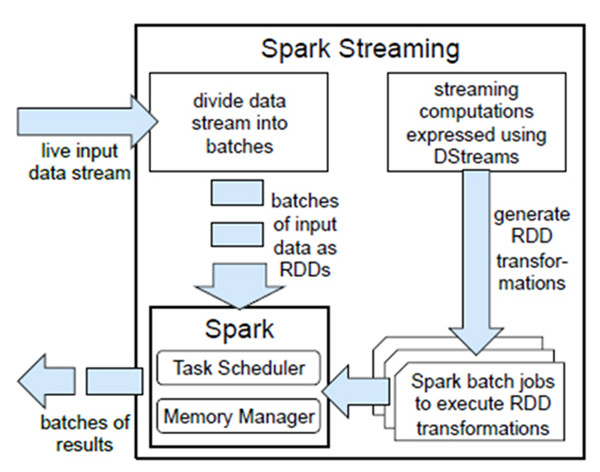 Spark Streaming
divide data
stream into
batches
streaming
computations
expressed using
DStreams
live input
data stream
batches
of input
data as
RDDs
generate
RDD
transfor-
mations
Spark
Task Scheduler
Memory Manager
Spark batch jobs
to execute RDD
transformations
batches of
results